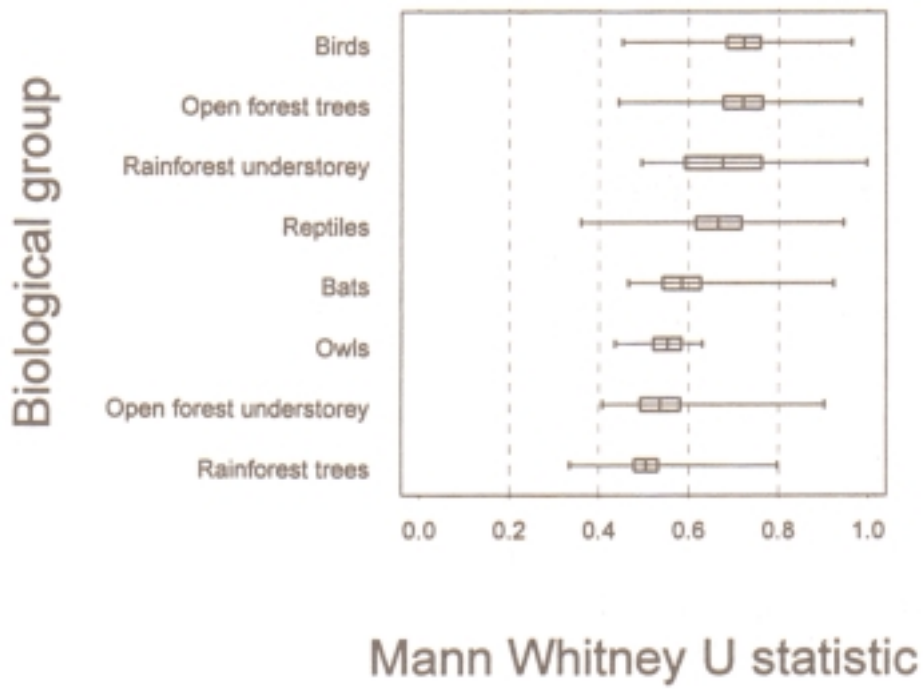 Biological group
Birds
Open forest trees
Rainforest understorey
Reptiles
Bats
Owls
Open forest understorey
Rainforest trees
0.0 0.2 0.4 0.6 0.8 1.0
Mann Whitney U statistic